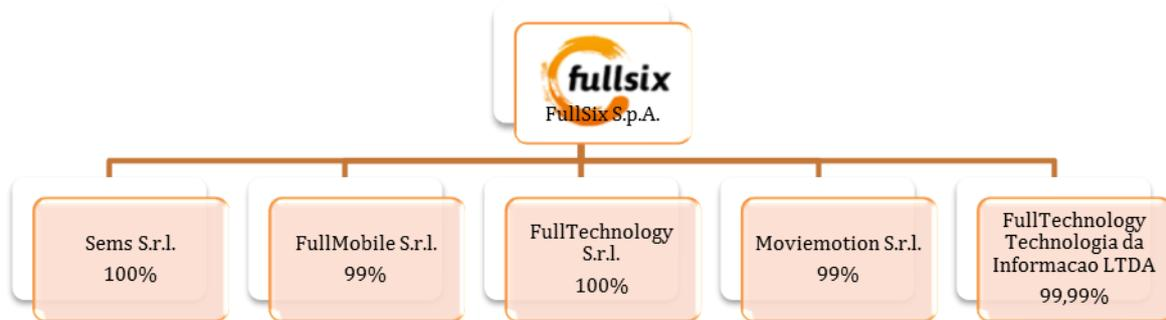 fullsix
FullSix S.p.A.
Sems S.r.l.
100%
FullMobile S.r.l.
99%
FullTechnology
S.r.l.
100%
Moviemotion S.r.l.
99%
FullTechnology
Technologia da
Informacao LTDA
99,99%